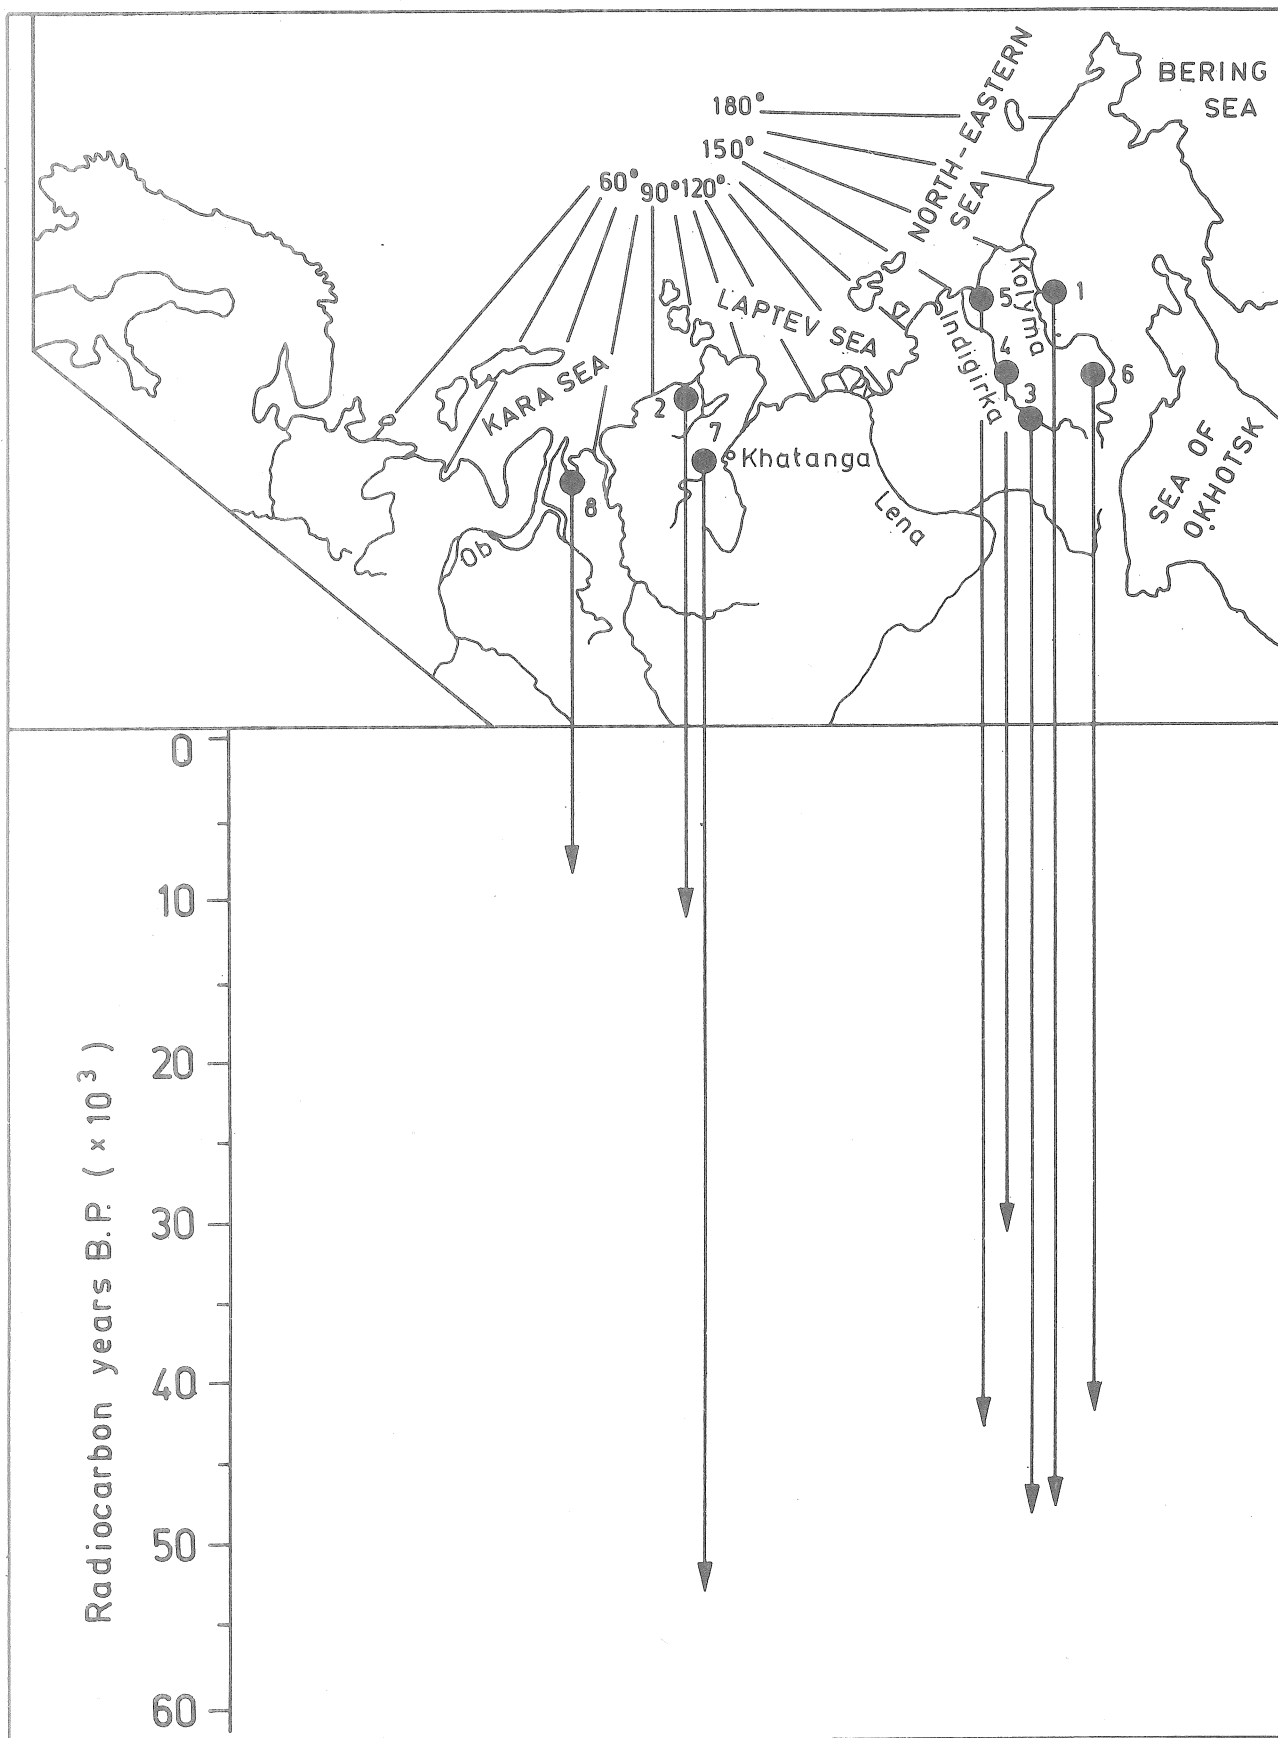 BERING
SEA
180°
NORTH-EASTERN
SEA
150°
60° 90° 120°
LAPTEV SEA
KARA SEA
Kolyma
Indigirka
5
1
4
6
3
2
7
Khatanga
8
Ob
Lena
SEA OF
OKHOTSK
0
10
20
30
40
50
60
Radiocarbon years B.P. (×10³)